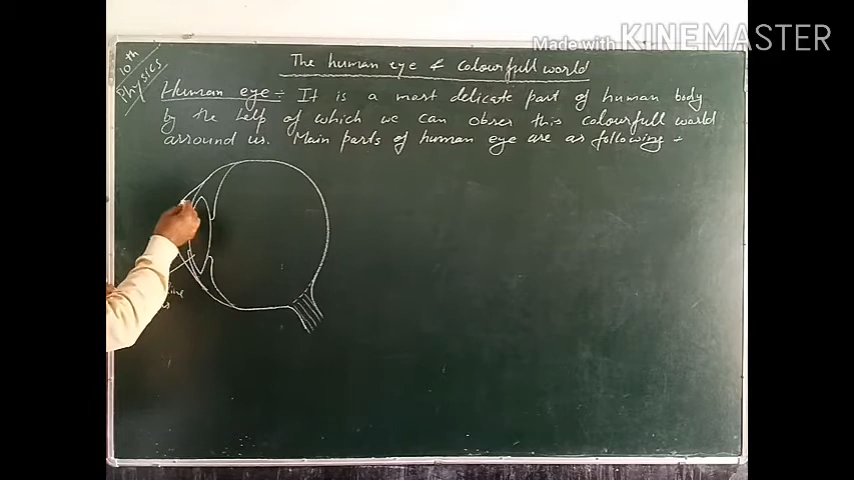 Made with KINEMASTER
10th
Physics
The human eye & colourfull world
Human eye :- It is a most delicate part of human body
by the help of which we can obser this colourfull world
arround us. Main parts of human eye are as following :-